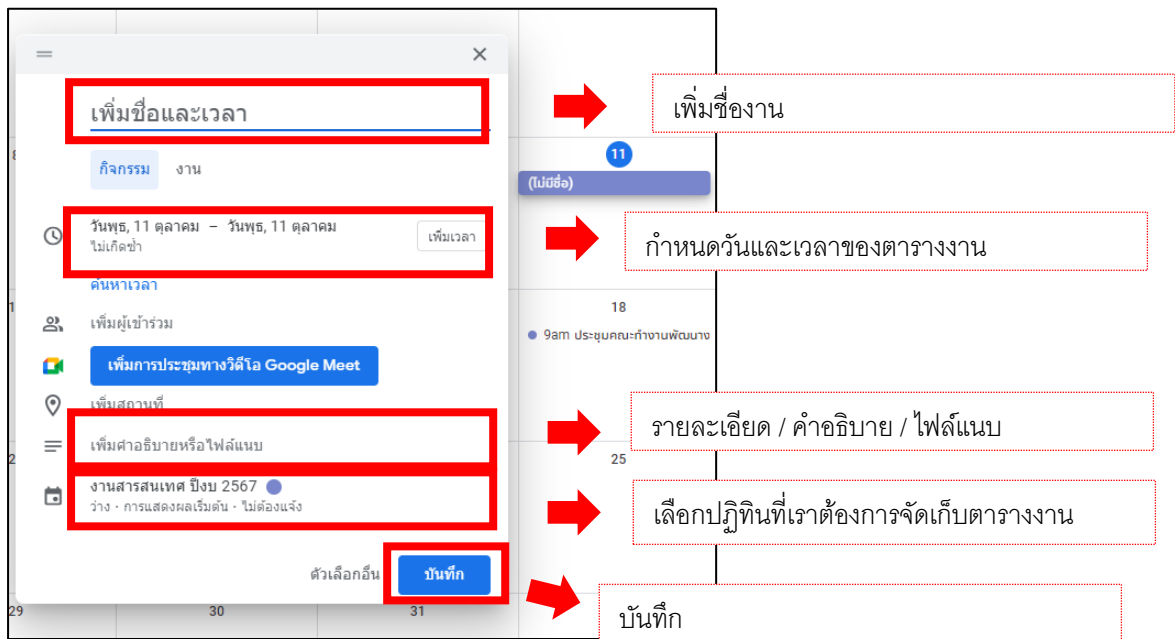 เพิ่มชื่อและเวลา
เพิ่มชื่องาน
กิจกรรม งาน
11
(ไม่มีชื่อ)
วันพุธ, 11 ตุลาคม – วันพุธ, 11 ตุลาคม
ไม่เกิดซ้ำ
เพิ่มเวลา
กำหนดวันและเวลาของตารางงาน
ค้นหาเวลา
18
เพิ่มผู้เข้าร่วม
9am ประชุมคณะทำงานพัฒนาง
เพิ่มการประชุมทางวิดีโอ Google Meet
เพิ่มสถานที่
เพิ่มคำอธิบายหรือไฟล์แนบ
รายละเอียด / คำอธิบาย / ไฟล์แนบ
25
งานสารสนเทศ ปีงบ 2567
ว่าง · การแสดงผลเริ่มต้น · ไม่ต้องแจ้ง
เลือกปฏิทินที่เราต้องการจัดเก็บตารางงาน
ตัวเลือกอื่น บันทึก
บันทึก
29 30 31